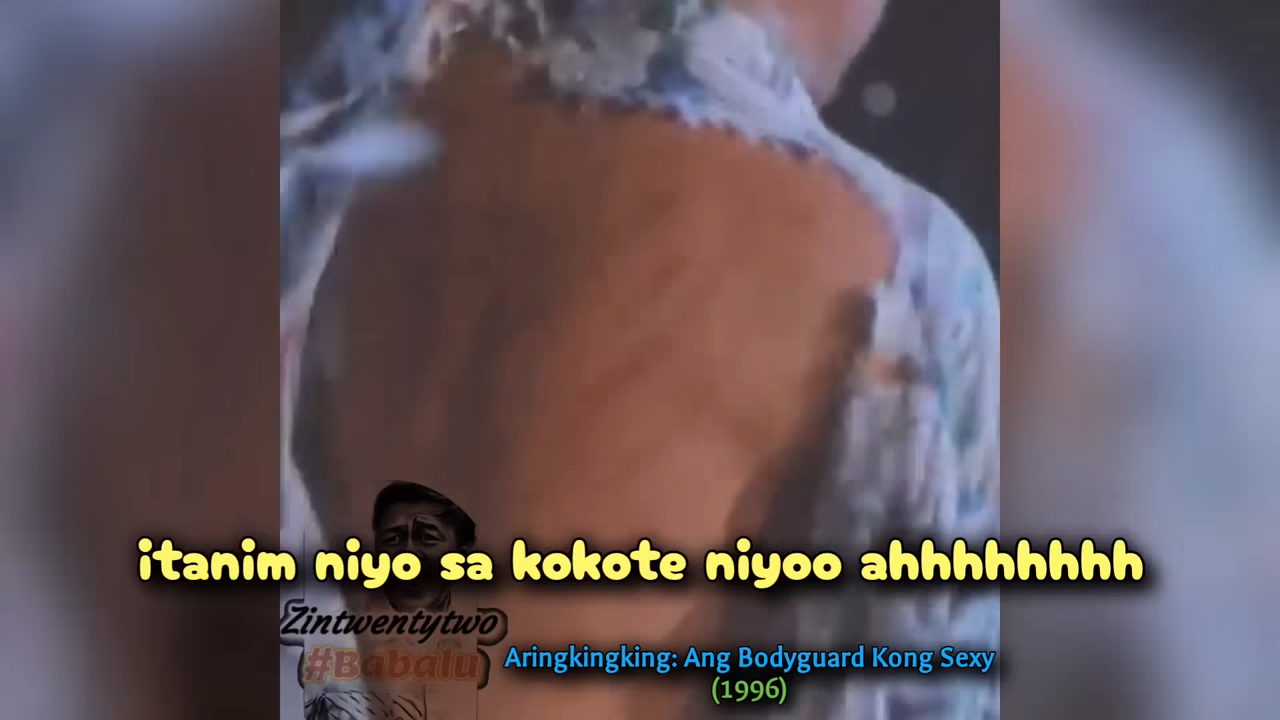 itanim niyo sa kokote niyoo ahhhhhhhh
Zintwentytwo
#Babalu
Aringkingking: Ang Bodyguard Kong Sexy
(1996)